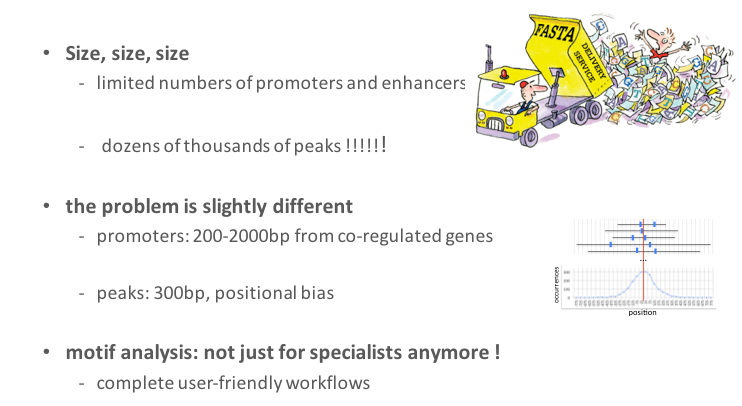 • Size, size, size
- limited numbers of promoters and enhancers
- dozens of thousands of peaks !!!!!!
• the problem is slightly different
- promoters: 200-2000bp from co-regulated genes
- peaks: 300bp, positional bias
• motif analysis: not just for specialists anymore !
- complete user-friendly workflows
FASTA
DELIVERY
SERVICE
...
occurrences
position